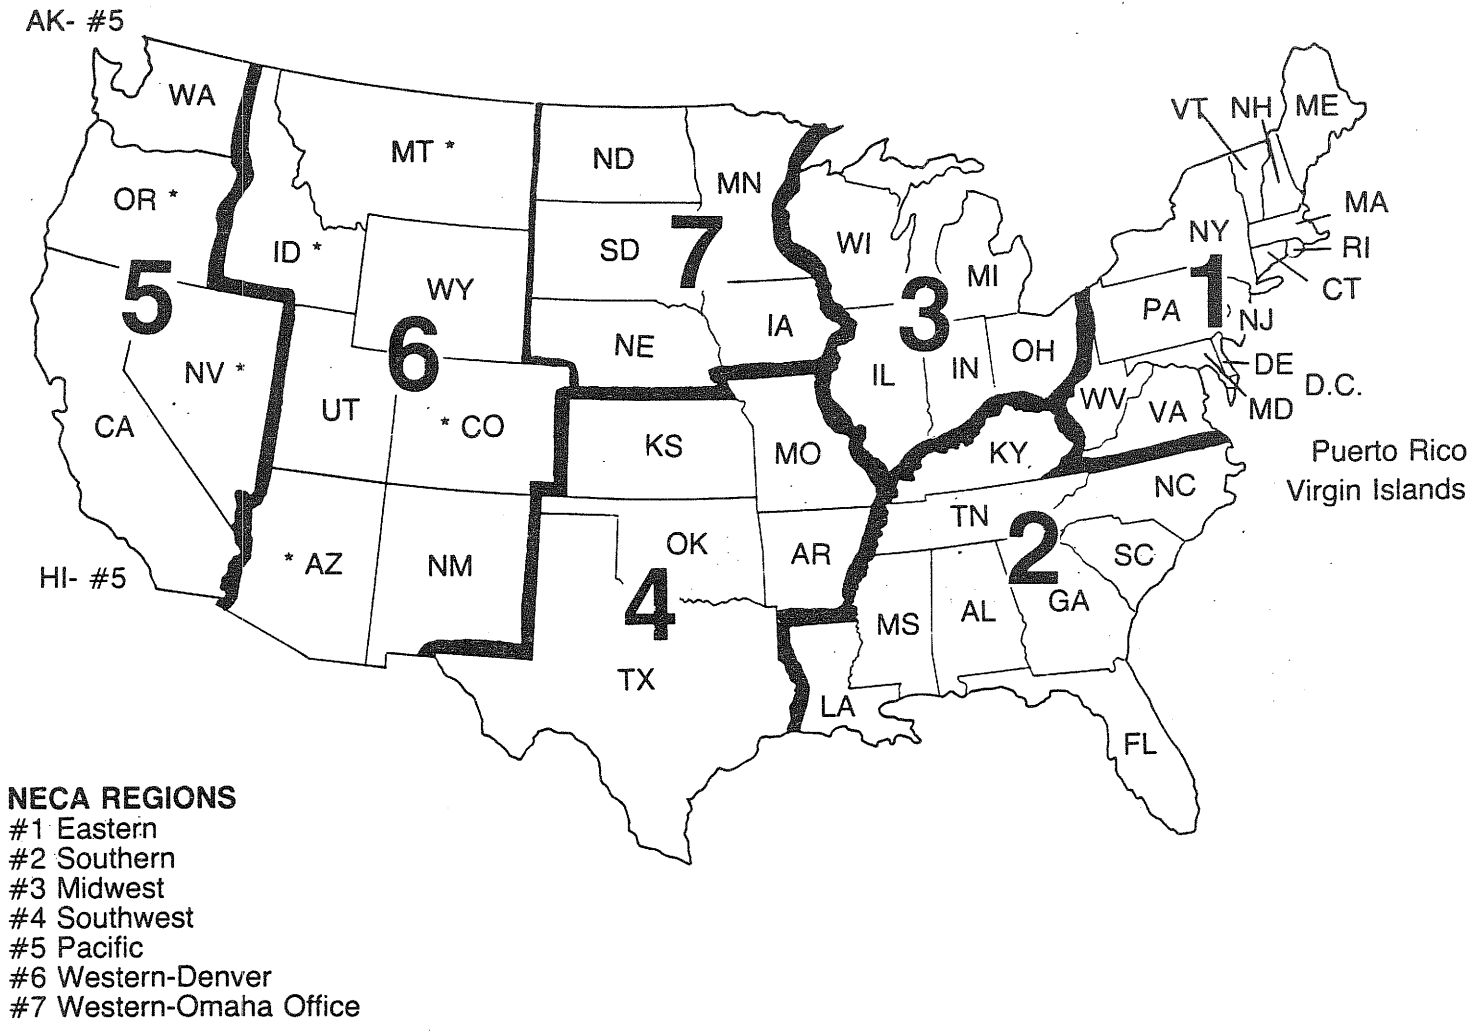 AK- #5
WA
VT NH ME
MT *
ND
MN
OR *
MA
ID *
SD
7
WI
NY
RI
5
WY
MI
1
CT
6
IA
3
PA
NJ
NV *
NE
IL
IN
OH
DE
D.C.
UT
* CO
CA
WV
VA
MD
KS
MO
KY
Puerto Rico
Virgin Islands
NC
TN
HI- #5
* AZ
NM
OK
AR
2
SC
4
MS
AL
GA
TX
LA
FL
NECA REGIONS
#1 Eastern
#2 Southern
#3 Midwest
#4 Southwest
#5 Pacific
#6 Western-Denver
#7 Western-Omaha Office